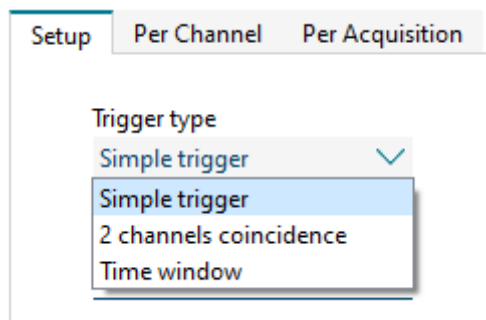 Setup Per Channel Per Acquisition
Trigger type
Simple trigger
Simple trigger
2 channels coincidence
Time window